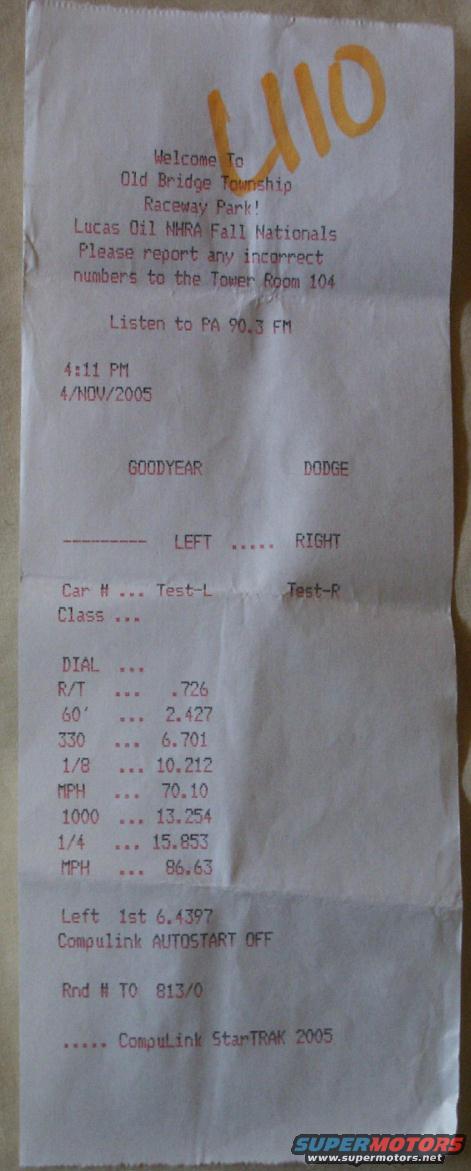 4110
Welcome To
Old Bridge Township
Raceway Park!
Lucas Oil NHRA Fall Nationals
Please report any incorrect
numbers to the Tower Room 104
Listen to PA 90.3 FM
4:11 PM
4/NOV/2005
GOODYEAR DODGE
--------- LEFT ..... RIGHT
Car # ... Test-L Test-R
Class ...
DIAL ...
R/T ... .726
60' ... 2.427
330 ... 6.701
1/8 ... 10.212
MPH ... 70.10
1000 ... 13.254
1/4 ... 15.853
MPH ... 86.63
Left 1st 6.4397
Compulink AUTOSTART OFF
Rnd # TO 813/0
..... CompuLink StarTRAK 2005
SUPERMOTORS
www.supermotors.net